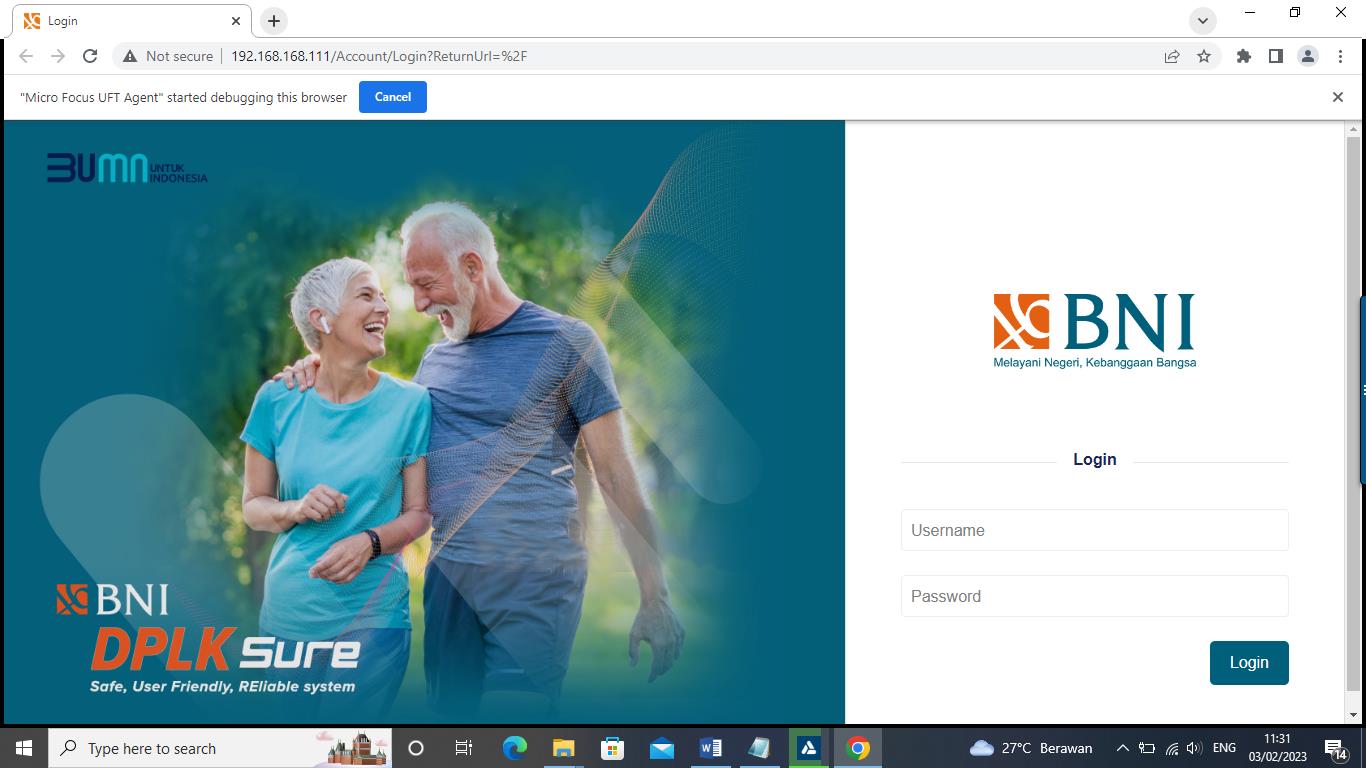 Login
Not secure
192.168.168.111/Account/Login?ReturnUrl=%2F
"Micro Focus UFT Agent" started debugging this browser
Cancel
BUMN
UNTUK
INDONESIA
BNI
Melayani Negeri, Kebanggaan Bangsa
Login
Username
Password
Login
BNI
DPLK Sure
Safe, User Friendly, REliable system
Type here to search
27°C Berawan
ENG
11:31
03/02/2023
14